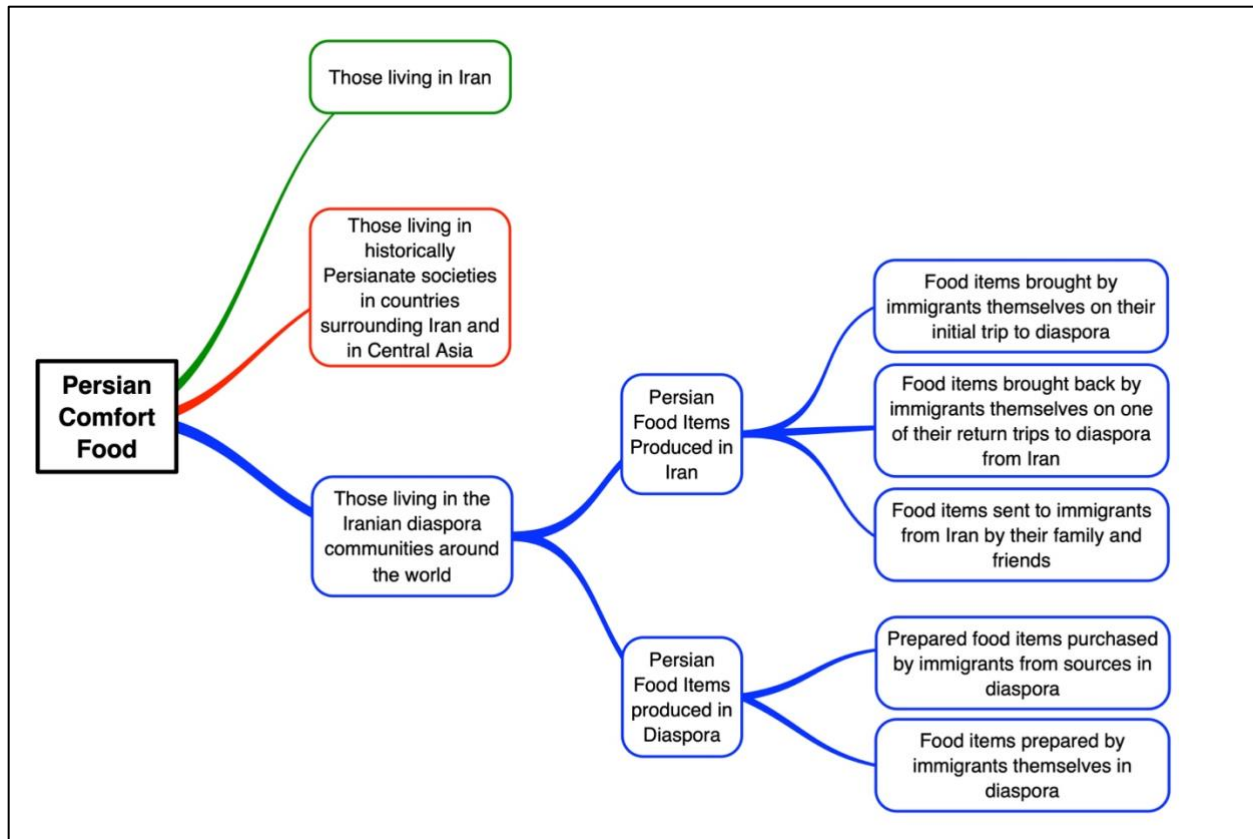 Those living in Iran
Those living in
historically
Persianate societies
in countries
surrounding Iran and
in Central Asia
Persian
Comfort
Food
Those living in the
Iranian diaspora
communities around
the world
Persian
Food Items
Produced in
Iran
Food items brought by
immigrants themselves on their
initial trip to diaspora
Food items brought back by
immigrants themselves on one
of their return trips to diaspora
from Iran
Food items sent to immigrants
from Iran by their family and
friends
Persian
Food Items
produced in
Diaspora
Prepared food items purchased
by immigrants from sources in
diaspora
Food items prepared by
immigrants themselves in
diaspora